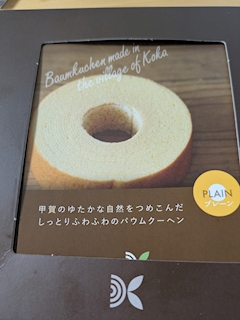 Baumkuchen made in
the village of Koka
PLAIN
プレーン
甲賀のゆたかな自然をつめこんだ
しっとりふわふわのバウムクーヘン